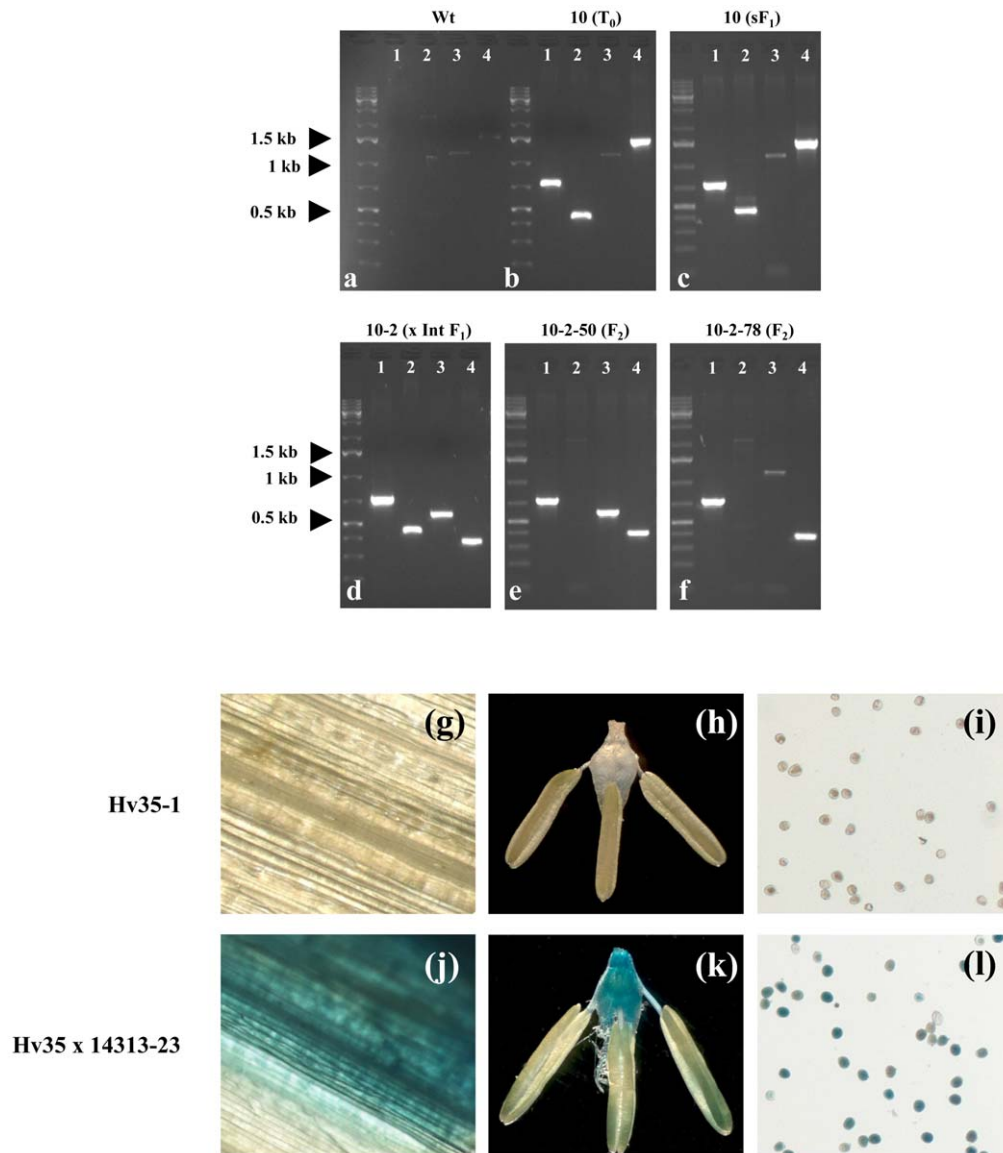 Wt 10 (T0) 10 (sF1)
1 2 3 4 1 2 3 4 1 2 3 4
1.5 kb
1 kb
0.5 kb
a b c
10-2 (x Int F1) 10-2-50 (F2) 10-2-78 (F2)
1 2 3 4 1 2 3 4 1 2 3 4
1.5 kb
1 kb
0.5 kb
d e f
(g) (h) (i)
Hv35-1
(j) (k) (l)
Hv35 x 14313-23